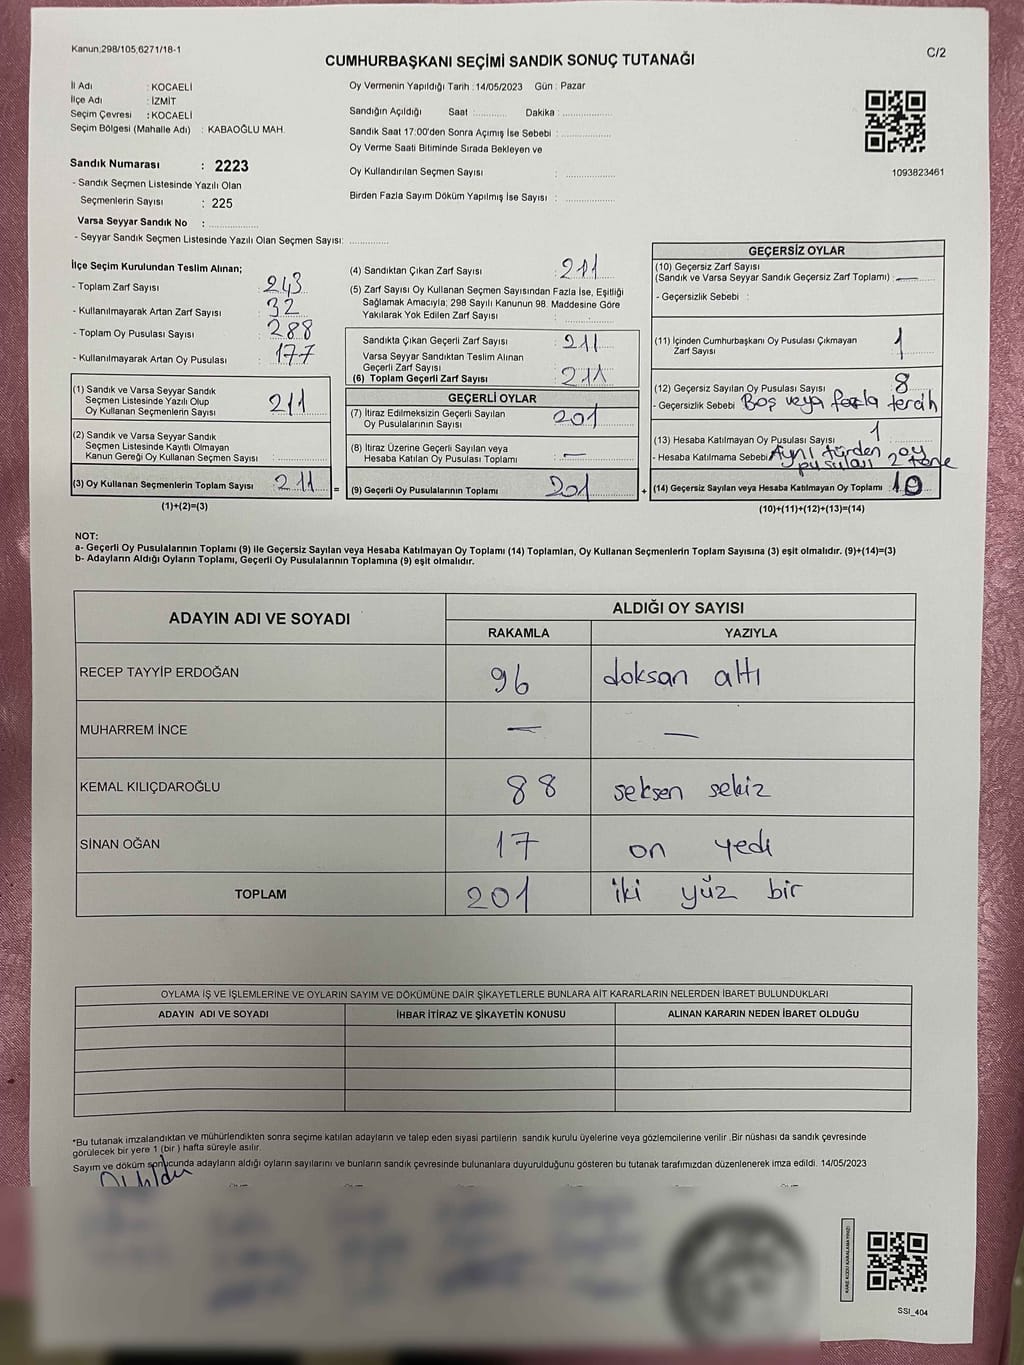 Kanun:298/105,6271/18-1
C/2
CUMHURBAŞKANI SEÇİMİ SANDIK SONUÇ TUTANAĞI
İl Adı : KOCAELİ
İlçe Adı : İZMİT
Seçim Çevresi : KOCAELİ
Seçim Bölgesi (Mahalle Adı) : KABAOĞLU MAH.
Sandık Numarası : 2223
- Sandık Seçmen Listesinde Yazılı Olan
Seçmenlerin Sayısı : 225
Varsa Seyyar Sandık No :
- Seyyar Sandık Seçmen Listesinde Yazılı Olan Seçmen Sayısı:
Oy Vermenin Yapıldığı Tarih : 14/05/2023 Gün : Pazar
Sandığın Açıldığı Saat : Dakika :
Sandık Saat 17:00'den Sonra Açımış İse Sebebi :
Oy Verme Saati Bitiminde Sırada Bekleyen ve
Oy Kullandırılan Seçmen Sayısı :
Birden Fazla Sayım Döküm Yapılmış İse Sayısı :
1093823461
İlçe Seçim Kurulundan Teslim Alınan;
- Toplam Zarf Sayısı : 243
- Kullanılmayarak Artan Zarf Sayısı : 32
- Toplam Oy Pusulası Sayısı : 288
- Kullanılmayarak Artan Oy Pusulası : 177
(1) Sandık ve Varsa Seyyar Sandık
Seçmen Listesinde Yazılı Olup
Oy Kullanan Seçmenlerin Sayısı : 211
(2) Sandık ve Varsa Seyyar Sandık
Seçmen Listesinde Kayıtlı Olmayan
Kanun Gereği Oy Kullanan Seçmen Sayısı :
(3) Oy Kullanan Seçmenlerin Toplam Sayısı : 211 =
(1)+(2)=(3)
(4) Sandıktan Çıkan Zarf Sayısı : 211
(5) Zarf Sayısı Oy Kullanan Seçmen Sayısından Fazla İse, Eşitliği
Sağlamak Amacıyla; 298 Sayılı Kanunun 98. Maddesine Göre
Yakılarak Yok Edilen Zarf Sayısı :
Sandıkta Çıkan Geçerli Zarf Sayısı : 211
Varsa Seyyar Sandıktan Teslim Alınan
Geçerli Zarf Sayısı :
(6) Toplam Geçerli Zarf Sayısı : 211
GEÇERLİ OYLAR
(7) İtiraz Edilmeksizin Geçerli Sayılan
Oy Pusulalarının Sayısı : 201
(8) İtiraz Üzerine Geçerli Sayılan veya
Hesaba Katılan Oy Pusulası Toplamı : —
(9) Geçerli Oy Pusulalarının Toplamı : 201 +
GEÇERSİZ OYLAR
(10) Geçersiz Zarf Sayısı
(Sandık ve Varsa Seyyar Sandık Geçersiz Zarf Toplamı) : —
- Geçersizlik Sebebi :
(11) İçinden Cumhurbaşkanı Oy Pusulası Çıkmayan
Zarf Sayısı : 1
(12) Geçersiz Sayılan Oy Pusulası Sayısı : 8
- Geçersizlik Sebebi : Boş veya fazla tercih
(13) Hesaba Katılmayan Oy Pusulası Sayısı : 1
- Hesaba Katılmama Sebebi : Aynı türden oy
pusulası 2 tane
(14) Geçersiz Sayılan veya Hesaba Katılmayan Oy Toplamı : 10
(10)+(11)+(12)+(13)=(14)
NOT:
a- Geçerli Oy Pusulalarının Toplamı (9) ile Geçersiz Sayılan veya Hesaba Katılmayan Oy Toplamı (14) Toplamları, Oy Kullanan Seçmenlerin Toplam Sayısına (3) eşit olmalıdır. (9)+(14)=(3)
b- Adayların Aldığı Oyların Toplamı, Geçerli Oy Pusulalarının Toplamına (9) eşit olmalıdır.
ADAYIN ADI VE SOYADI ALDIĞI OY SAYISI
RAKAMLA YAZIYLA
RECEP TAYYİP ERDOĞAN 96 doksan altı
MUHARREM İNCE — —
KEMAL KILIÇDAROĞLU 88 seksen sekiz
SİNAN OĞAN 17 on yedi
TOPLAM 201 iki yüz bir
OYLAMA İŞ VE İŞLEMLERİNE VE OYLARIN SAYIM VE DÖKÜMÜNE DAİR ŞİKAYETLERLE BUNLARA AİT KARARLARIN NELERDEN İBARET BULUNDUKLARI
ADAYIN ADI VE SOYADI İHBAR İTİRAZ VE ŞİKAYETİN KONUSU ALINAN KARARIN NEDEN İBARET OLDUĞU
*Bu tutanak imzalandıktan ve mühürlendikten sonra seçime katılan adayların ve talep eden siyasi partilerin sandık kurulu üyelerine veya gözlemcilerine verilir .Bir nüshası da sandık çevresinde
görülecek bir yere 1 (bir ) hafta süreyle asılır.
Sayım ve döküm sonucunda adayların aldığı oyların sayılarını ve bunların sandık çevresinde bulunanlara duyurulduğunu gösteren bu tutanak tarafımızdan düzenlenerek imza edildi. 14/05/2023
SSI_404